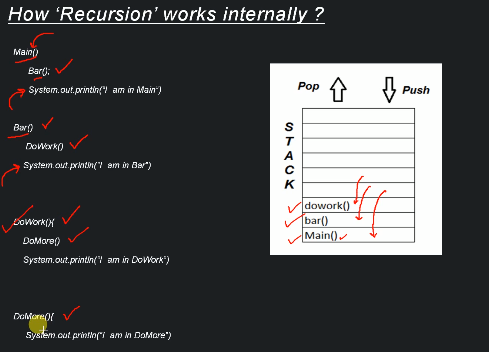 How 'Recursion' works internally ?
Main()
Bar();
System.out.println("I am in Main")
Bar()
DoWork()
System.out.println("I am in Bar")
DoWork(){
DoMore()
System.out.println("I am in DoWork")
DoMore(){
System.out.println("I am in DoMore")
Pop
Push
STACK
dowork()
bar()
Main()